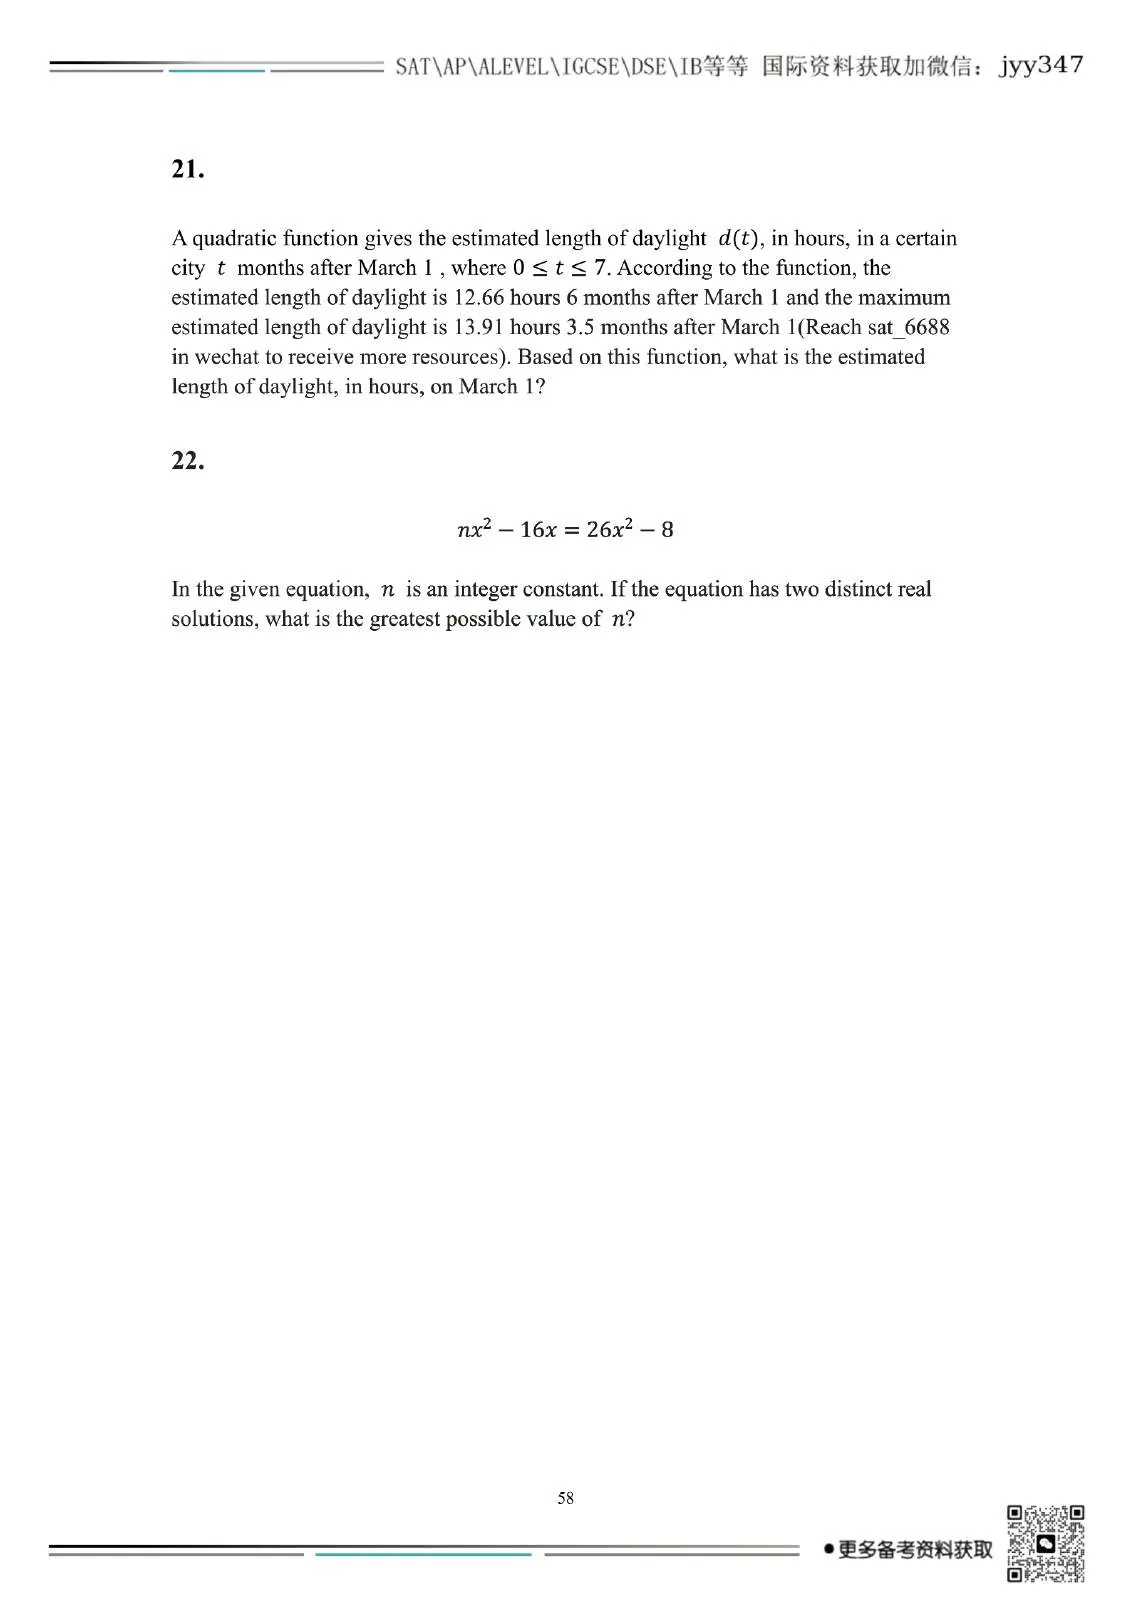 SAT\AP\ALEVEL\IGCSE\DSE\IB等等 国际资料获取加微信： jyy347
21.
A quadratic function gives the estimated length of daylight d(t), in hours, in a certain
city t months after March 1 , where 0 ≤ t ≤ 7. According to the function, the
estimated length of daylight is 12.66 hours 6 months after March 1 and the maximum
estimated length of daylight is 13.91 hours 3.5 months after March 1(Reach sat_6688
in wechat to receive more resources). Based on this function, what is the estimated
length of daylight, in hours, on March 1?
22.
nx² − 16x = 26x² − 8
In the given equation, n is an integer constant. If the equation has two distinct real
solutions, what is the greatest possible value of n?
58
●更多备考资料获取